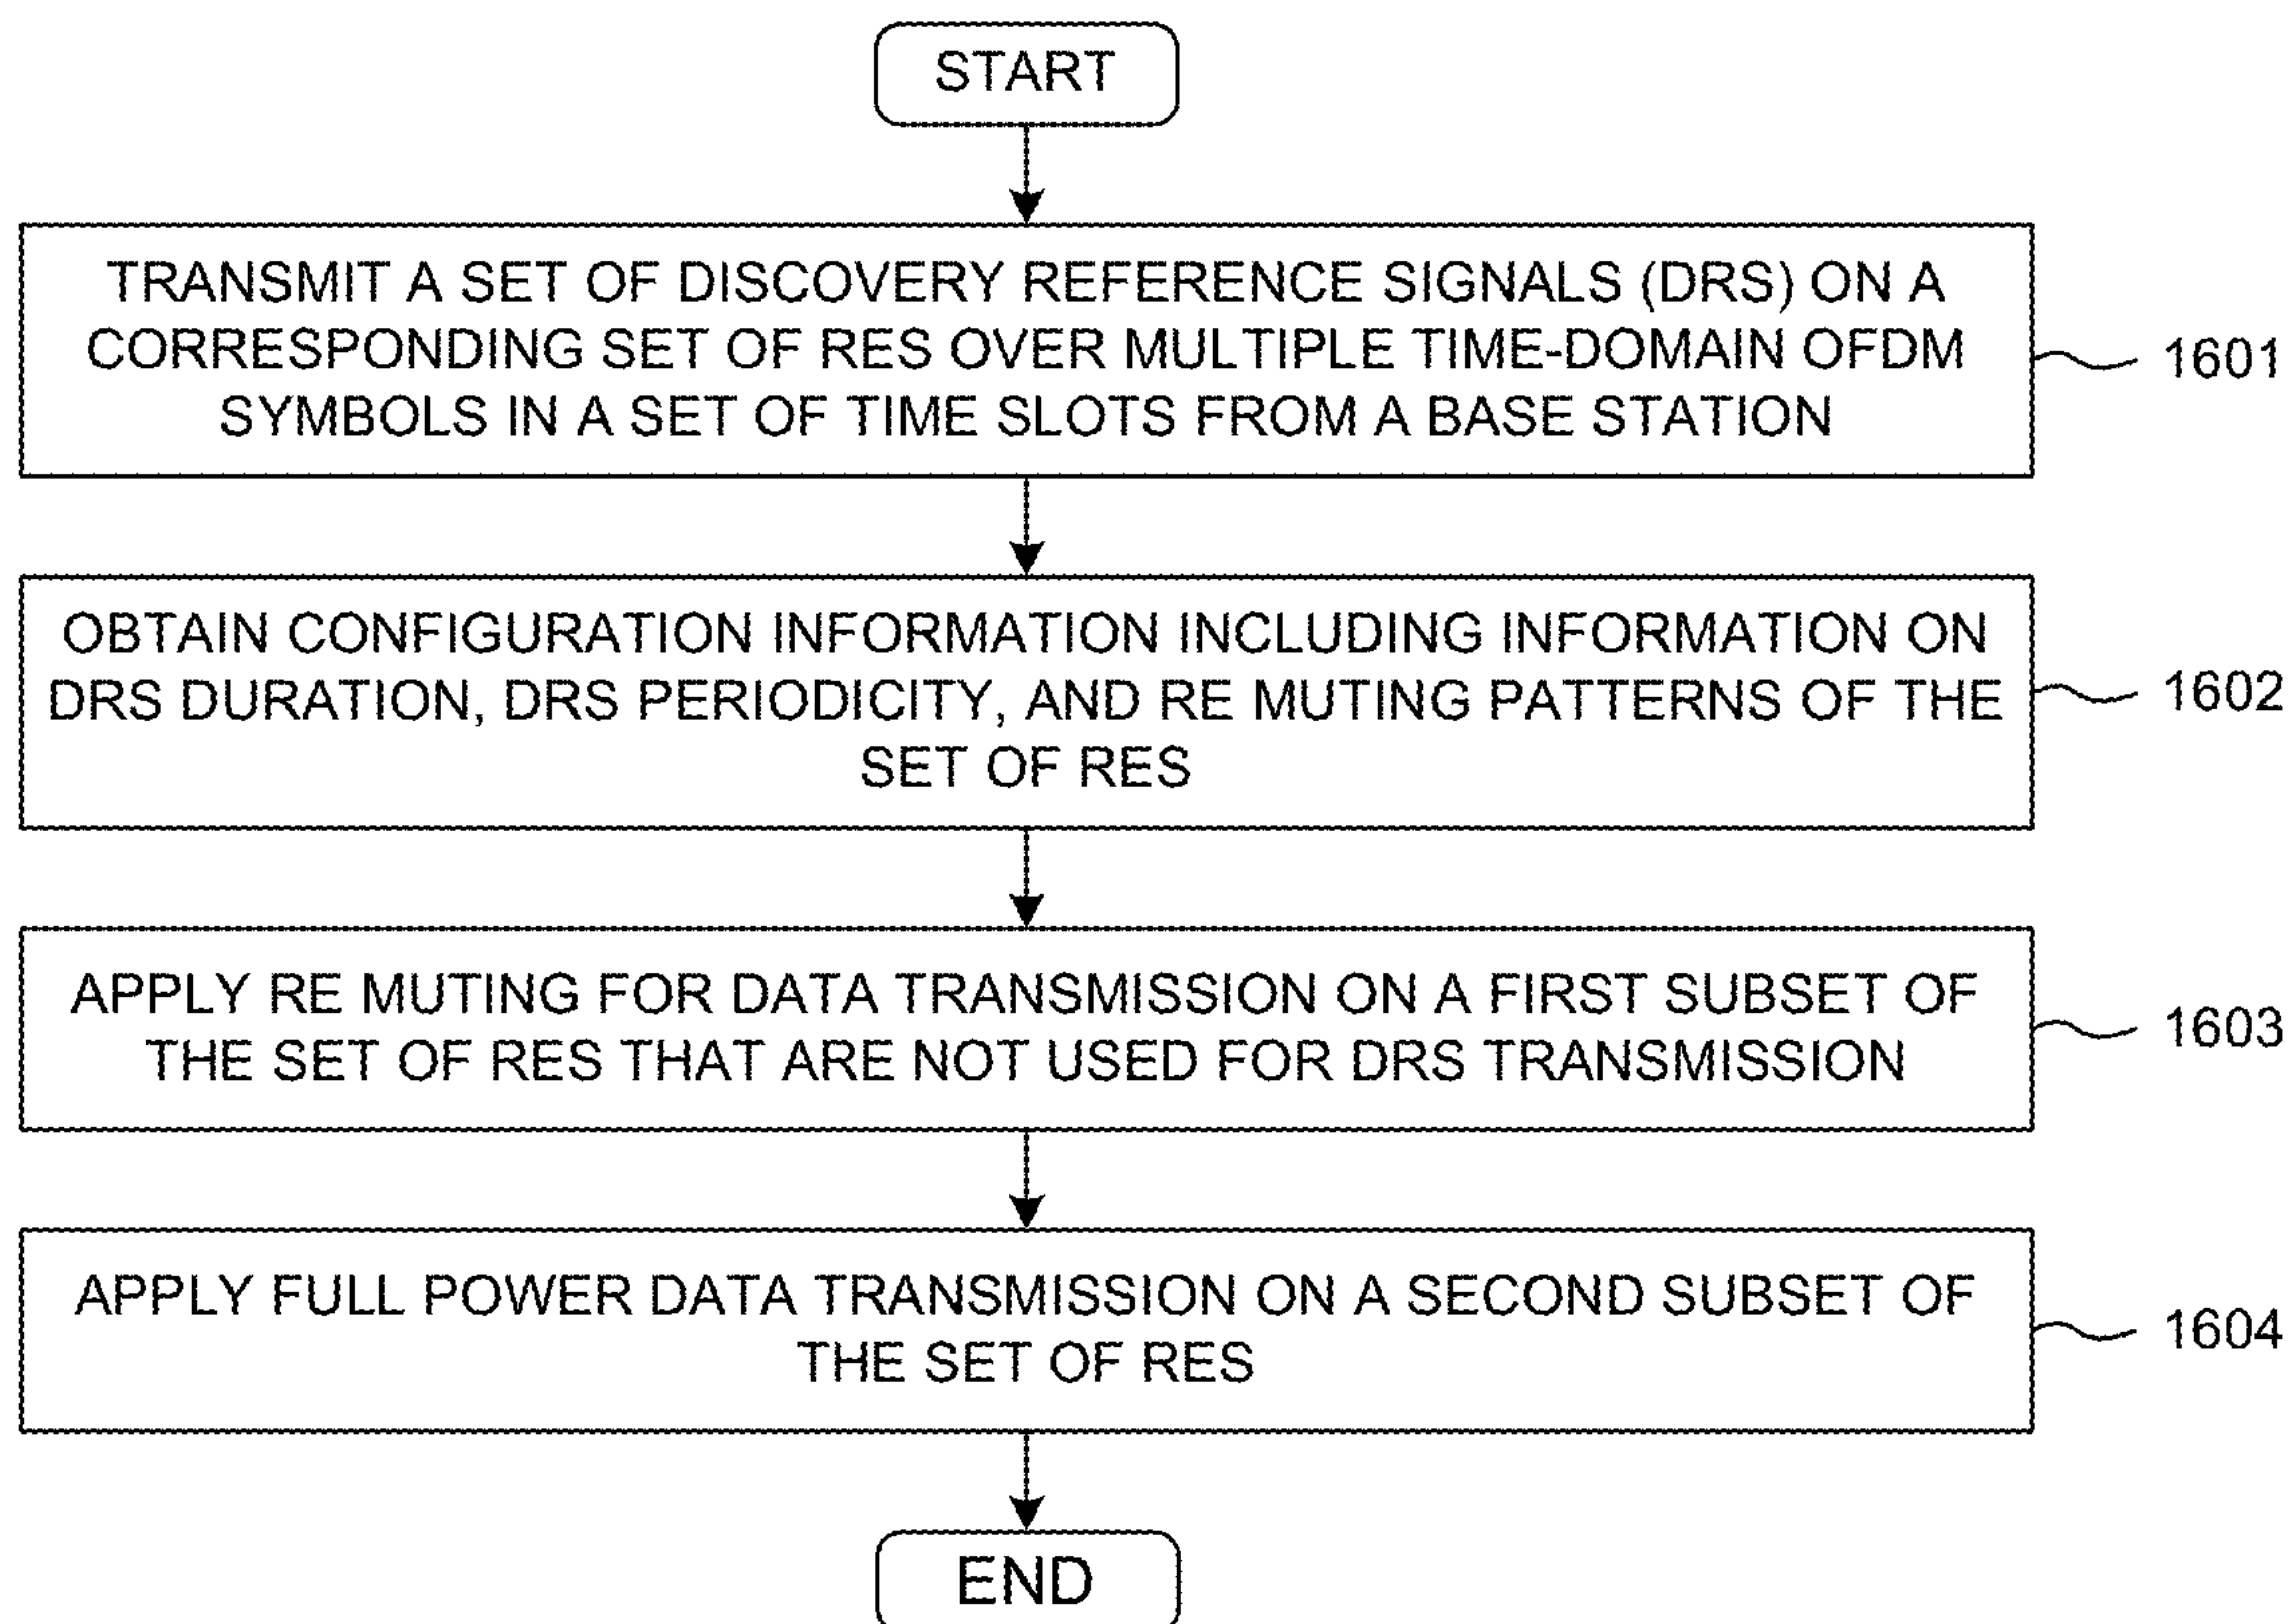 START
TRANSMIT A SET OF DISCOVERY REFERENCE SIGNALS (DRS) ON A
CORRESPONDING SET OF RES OVER MULTIPLE TIME-DOMAIN OFDM
SYMBOLS IN A SET OF TIME SLOTS FROM A BASE STATION
1601
OBTAIN CONFIGURATION INFORMATION INCLUDING INFORMATION ON
DRS DURATION, DRS PERIODICITY, AND RE MUTING PATTERNS OF THE
SET OF RES
1602
APPLY RE MUTING FOR DATA TRANSMISSION ON A FIRST SUBSET OF
THE SET OF RES THAT ARE NOT USED FOR DRS TRANSMISSION
1603
APPLY FULL POWER DATA TRANSMISSION ON A SECOND SUBSET OF
THE SET OF RES
1604
END